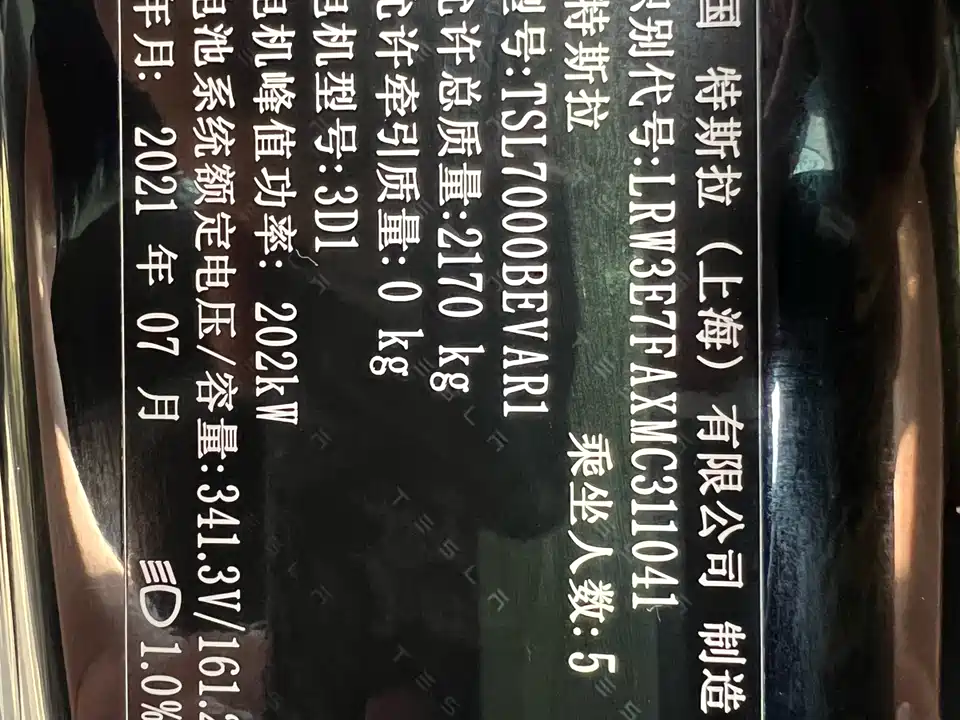 国 特斯拉（上海）有限公司 制造
识别代号:LRW3E7FAXMC311041
特斯拉 乘坐人数:5
型号:TSL7000BEVAR1
允许总质量:2170 kg
允许牵引质量:0 kg
电机型号:3D1
电机峰值功率: 202kW
电池系统额定电压/容量:341.3V/161.2
年月: 2021 年 07 月 1.0%